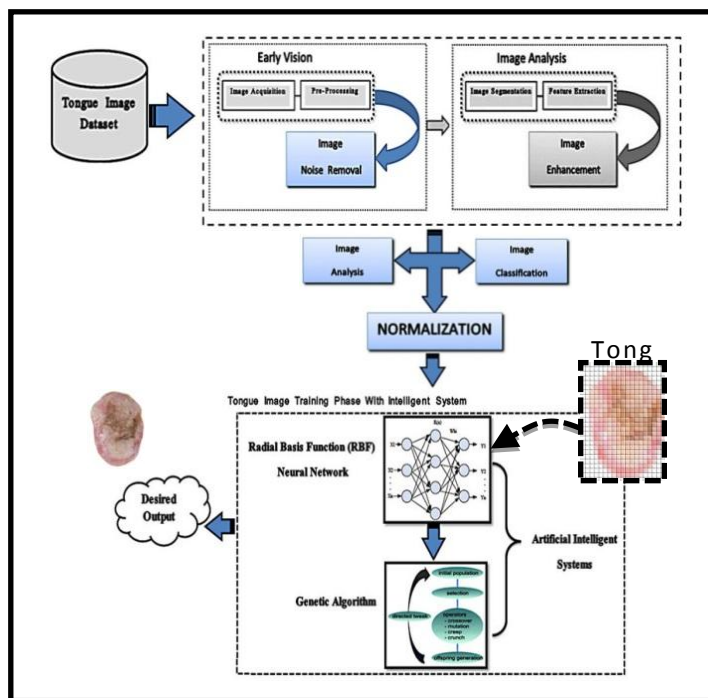 Early Vision
Image Analysis
Tongue Image
Dataset
Image Acquisition
Pre-Processing
Image Segmentation
Feature Extraction
Image
Noise Removal
Image
Enhancement
Image
Analysis
Image
Classification
NORMALIZATION
Tong
Tongue Image Training Phase With Intelligent System
Radial Basis Function (RBF)
Neural Network
Desired
Output
Artificial Intelligent
Systems
Genetic Algorithm
initial population
selection
directed tweak
operators
- crossover
- mutation
- creep
- crunch
offspring generation